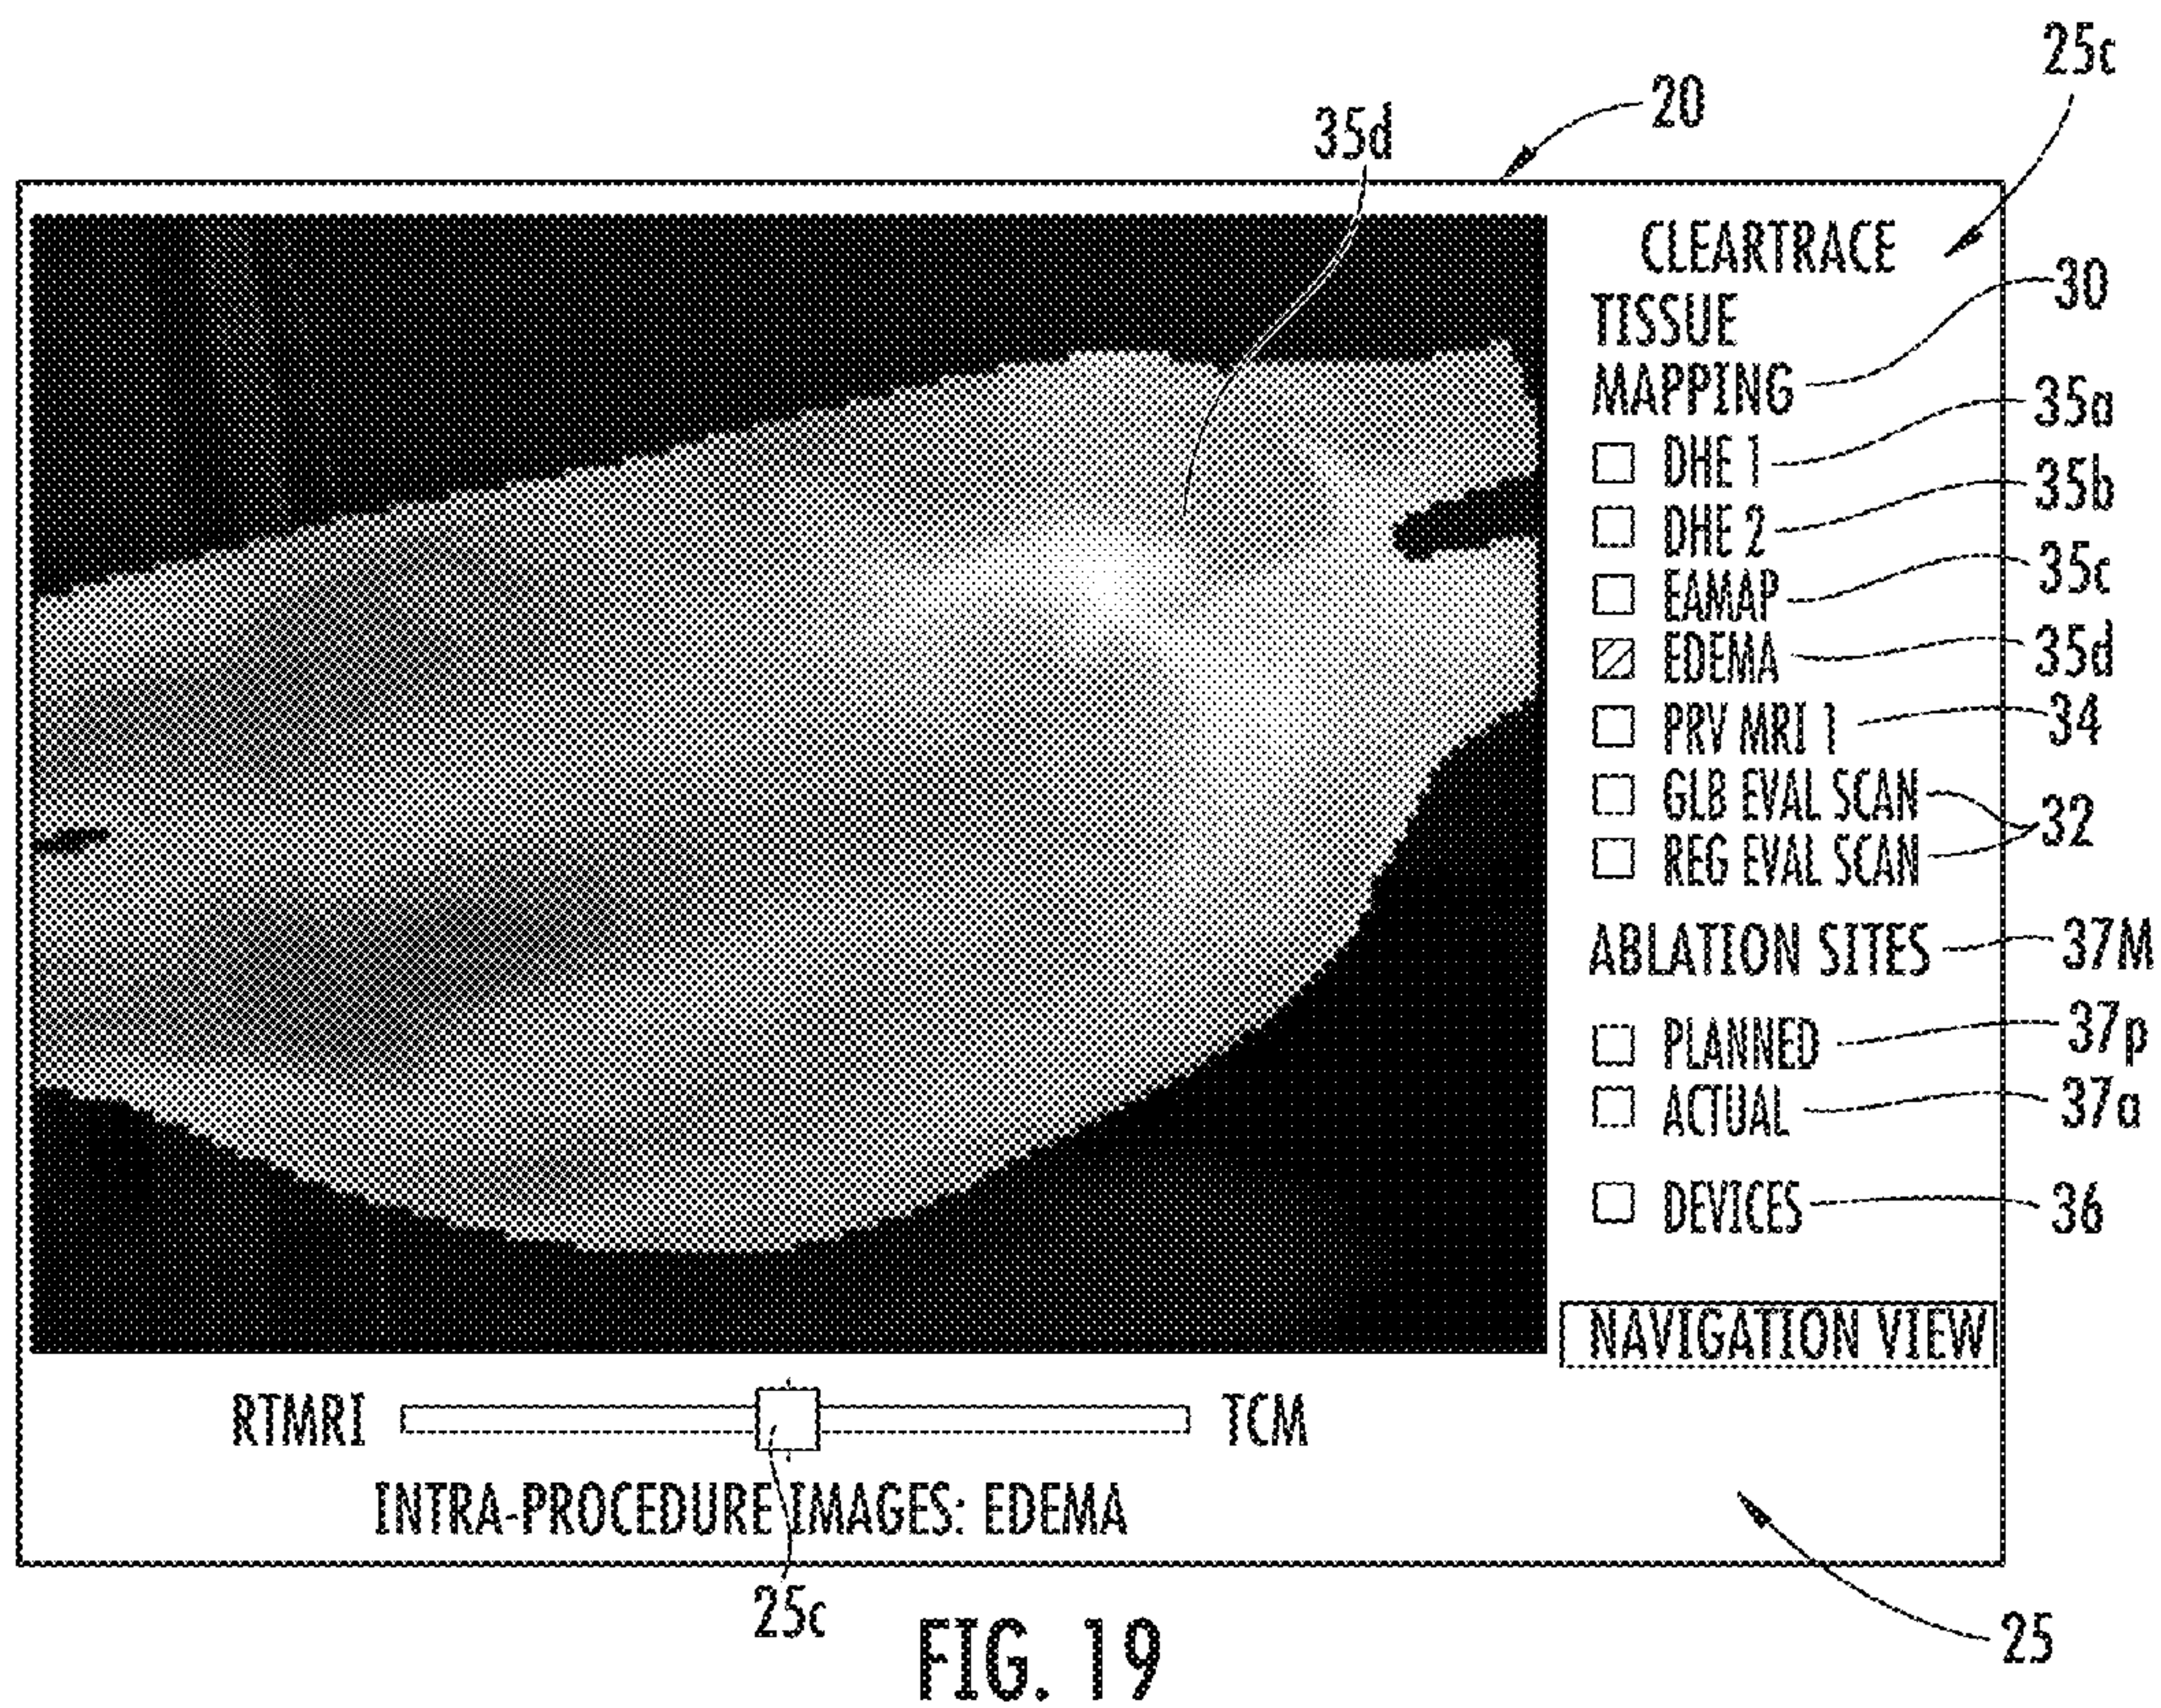 25c
20
35d
CLEARTRACE
30
TISSUE
MAPPING
35a
DHE 1
35b
DHE 2
35c
EAMAP
35d
EDEMA
34
PRV MRI 1
GLB EVAL SCAN
32
REG EVAL SCAN
ABLATION SITES
37M
PLANNED
37p
ACTUAL
37a
DEVICES
36
NAVIGATION VIEW
RTMRI
TCM
INTRA-PROCEDURE IMAGES: EDEMA
25c
25
FIG. 19